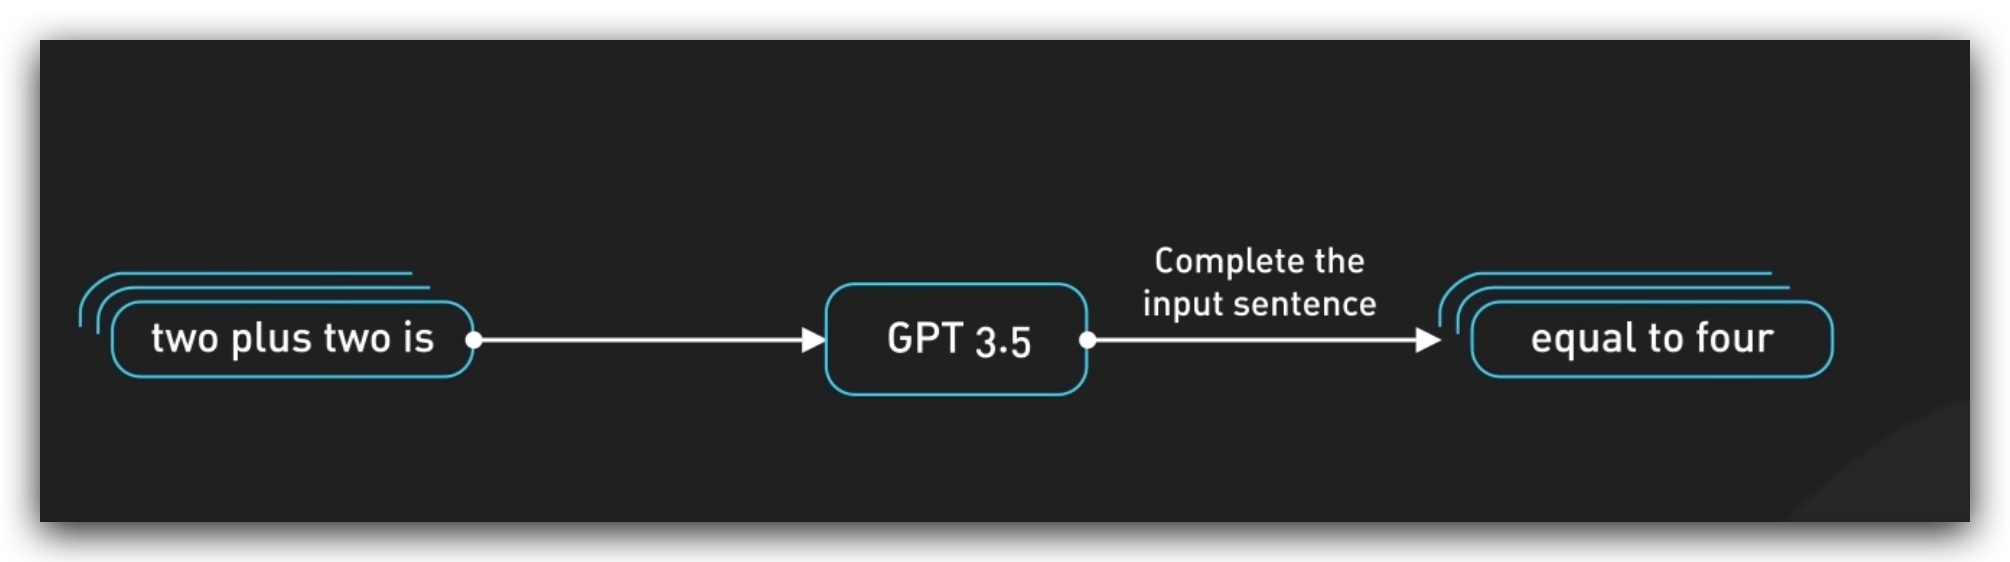 two plus two is
GPT 3.5
Complete the
input sentence
equal to four